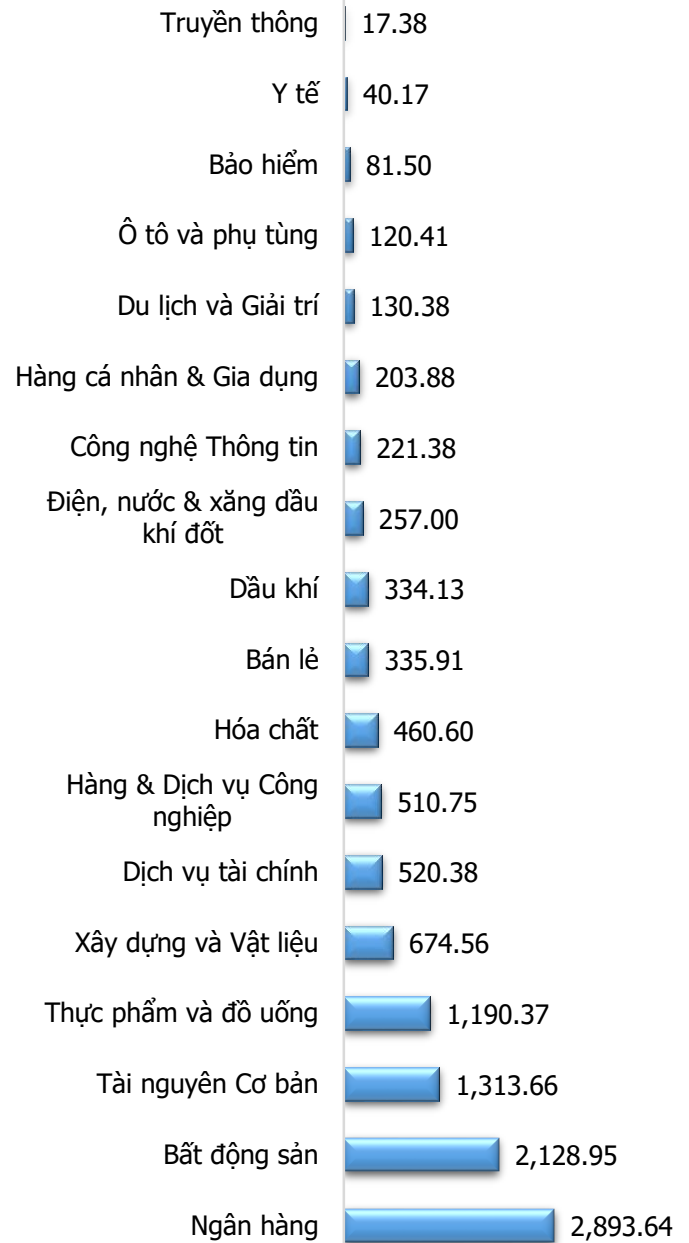 Truyền thông 17.38
Y tế 40.17
Bảo hiểm 81.50
Ô tô và phụ tùng 120.41
Du lịch và Giải trí 130.38
Hàng cá nhân & Gia dụng 203.88
Công nghệ Thông tin 221.38
Điện, nước & xăng dầu
khí đốt 257.00
Dầu khí 334.13
Bán lẻ 335.91
Hóa chất 460.60
Hàng & Dịch vụ Công
nghiệp 510.75
Dịch vụ tài chính 520.38
Xây dựng và Vật liệu 674.56
Thực phẩm và đồ uống 1,190.37
Tài nguyên Cơ bản 1,313.66
Bất động sản 2,128.95
Ngân hàng 2,893.64